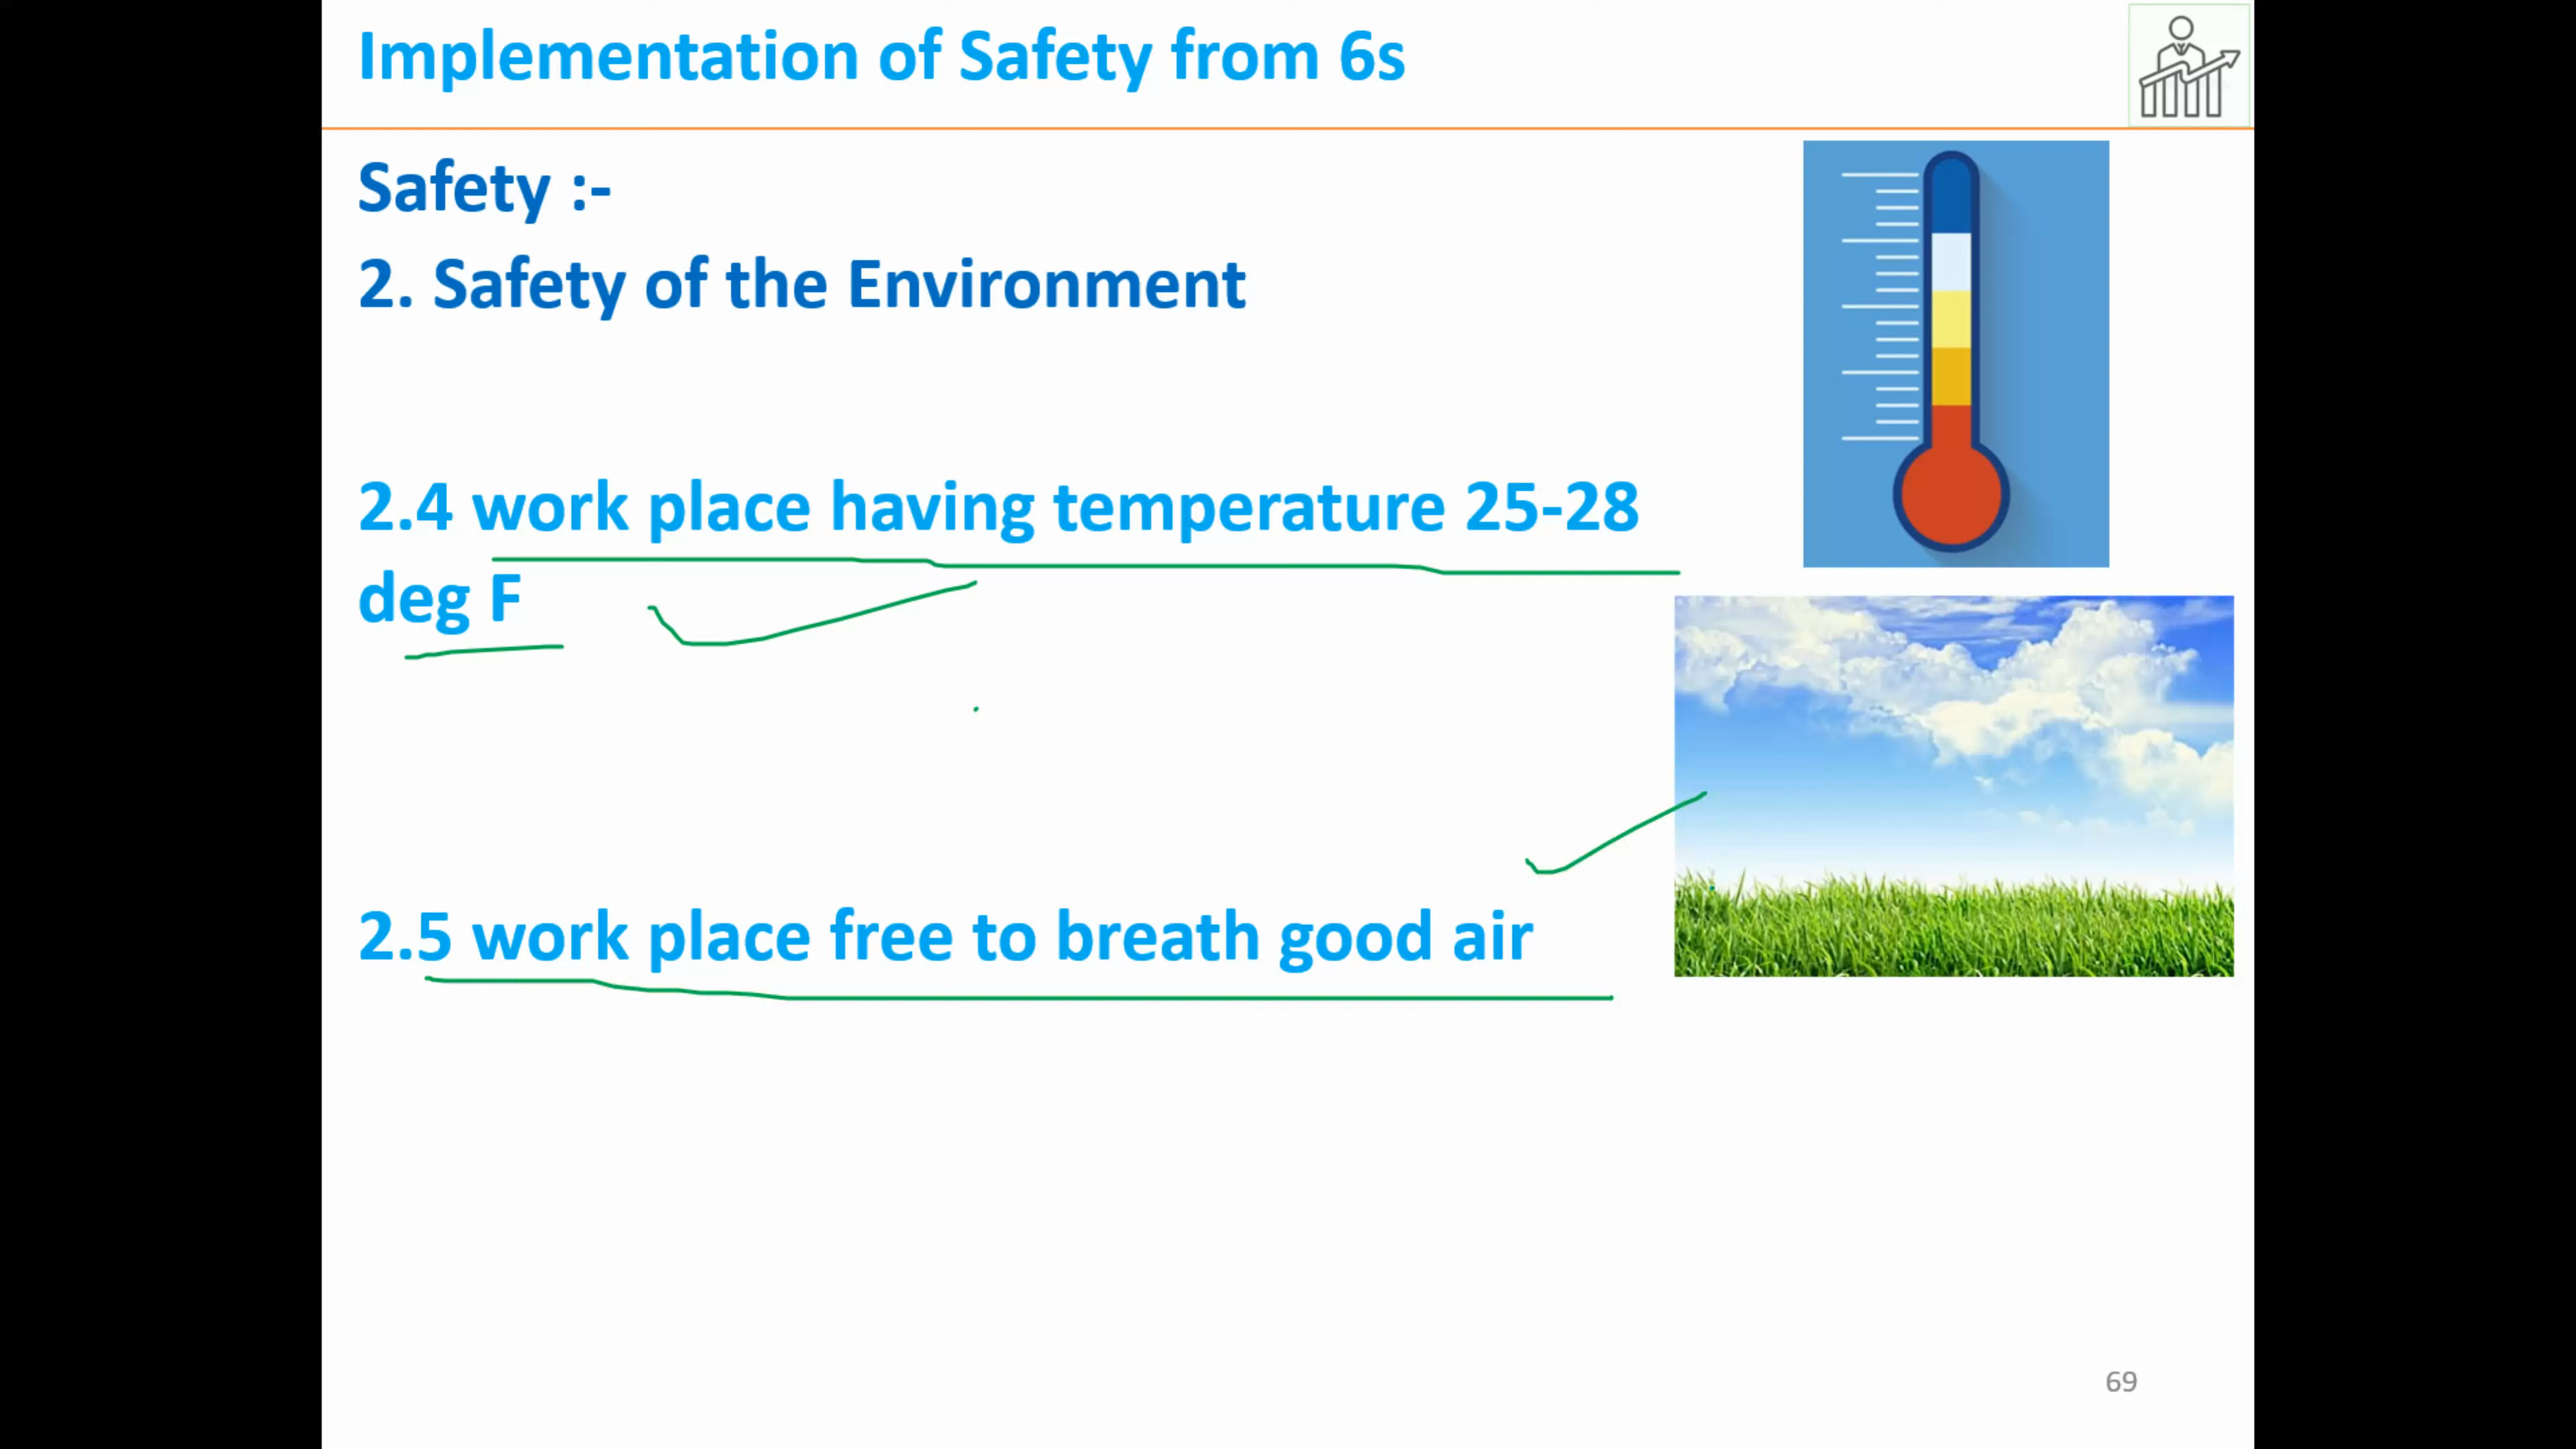 Implementation of Safety from 6s
Safety :-
2. Safety of the Environment
2.4 work place having temperature 25-28
deg F
2.5 work place free to breath good air
69